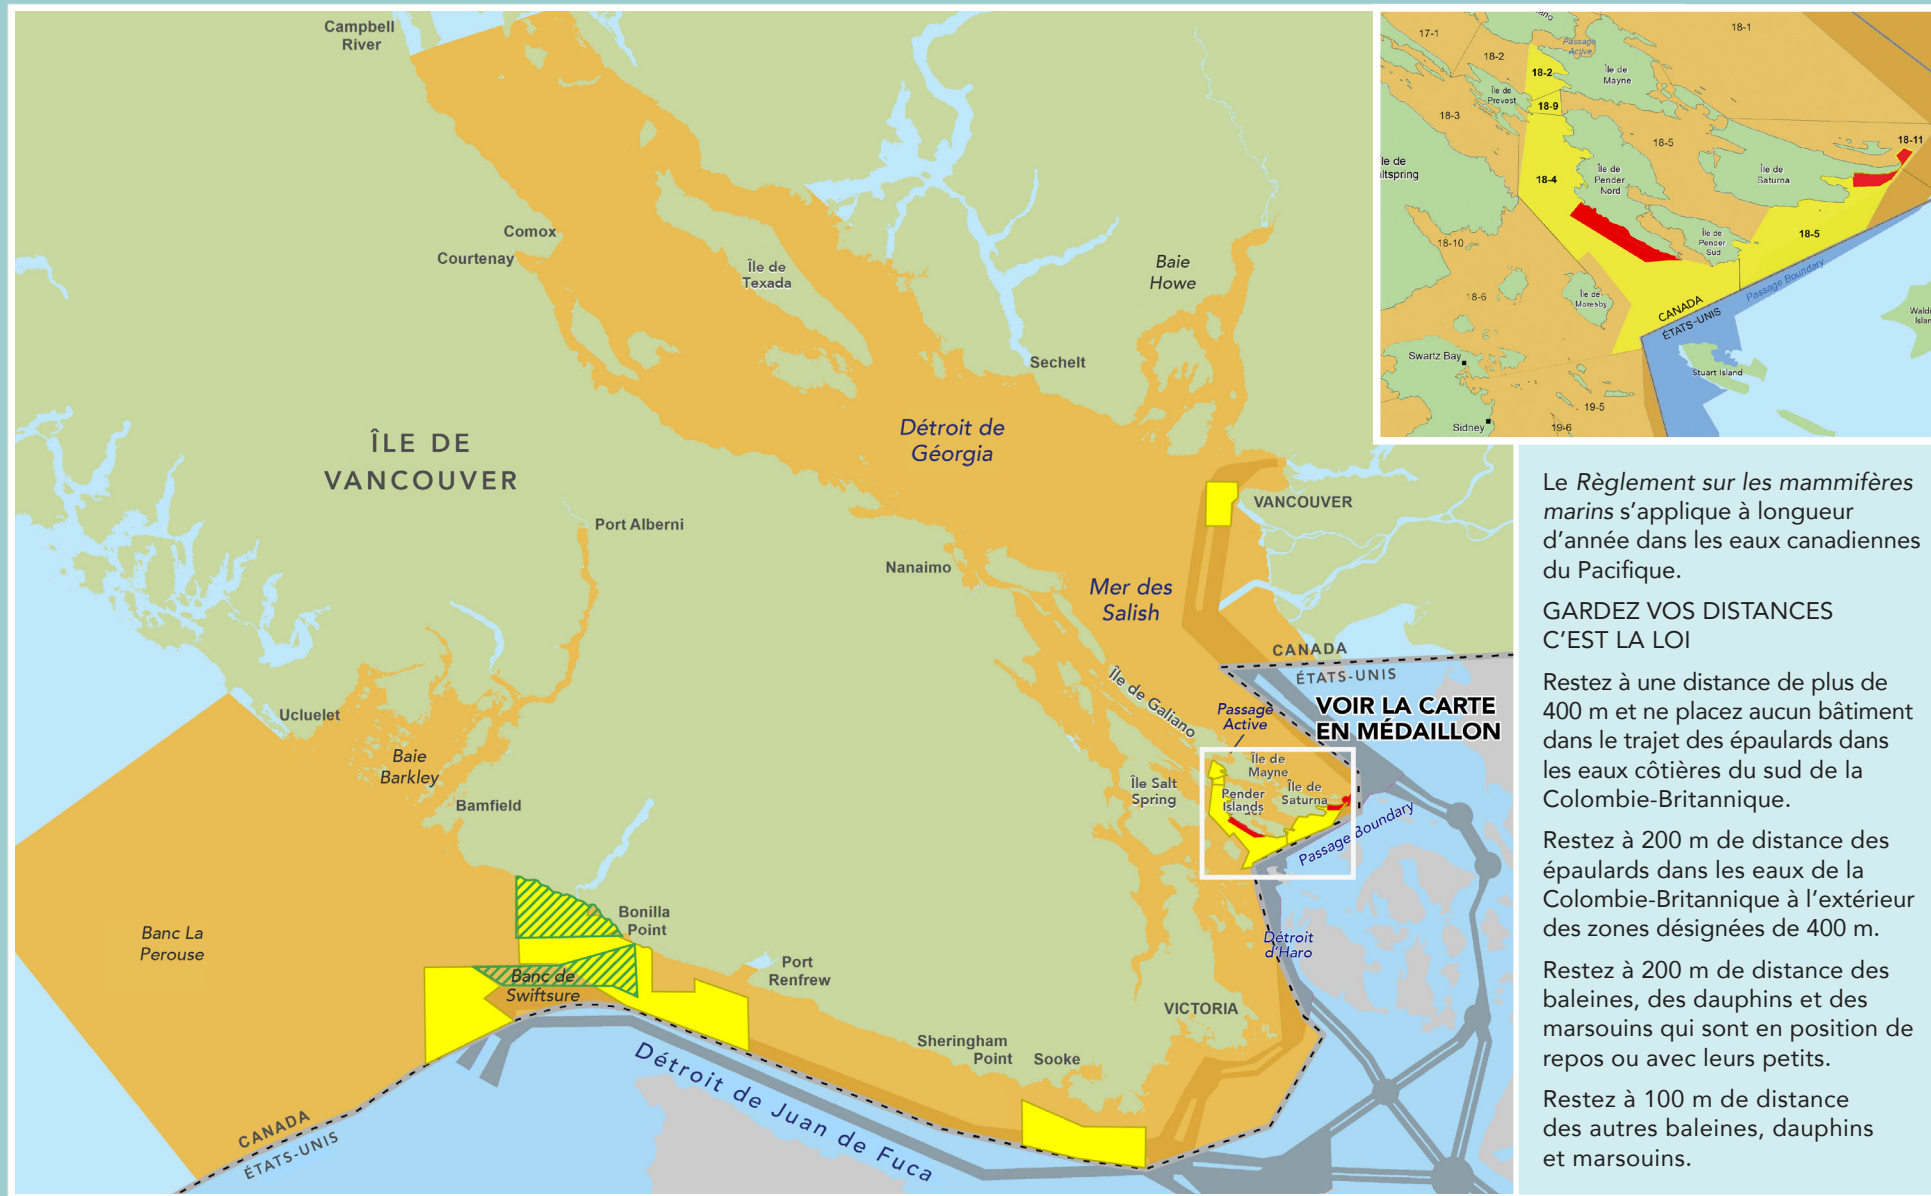 Campbell
River
Comox
Courtenay
Île de
Texada
Baie
Howe
Sechelt
Détroit de
Géorgia
ÎLE DE
VANCOUVER
Port Alberni
Nanaimo
VANCOUVER
Mer des
Salish
CANADA
ÉTATS-UNIS
Île de Galiano
Passage
Active
VOIR LA CARTE
EN MÉDAILLON
Ucluelet
Baie
Barkley
Bamfield
Île Salt
Spring
Île de
Mayne
Pender
Islands
Île de
Saturna
Passage Boundary
Banc La
Perouse
Bonilla
Point
Banc de
Swiftsure
Port
Renfrew
Détroit
d'Haro
VICTORIA
Sheringham
Point
Sooke
Détroit de Juan de Fuca
CANADA
ÉTATS-UNIS
17-1
18-1
18-2
Passage
Active
18-2
Île de
Mayne
Île de
Prevost
18-9
18-3
18-5
18-11
Île de
Pender
Nord
18-4
Île de
Saturna
18-10
Île de
Pender
Sud
18-5
18-6
Île de
Moresby
CANADA
ÉTATS-UNIS
Passage Boundary
Swartz Bay
Stuart Island
Sidney
19-5
19-6
Le Règlement sur les mammifères
marins s'applique à longueur
d'année dans les eaux canadiennes
du Pacifique.
GARDEZ VOS DISTANCES
C'EST LA LOI
Restez à une distance de plus de
400 m et ne placez aucun bâtiment
dans le trajet des épaulards dans
les eaux côtières du sud de la
Colombie-Britannique.
Restez à 200 m de distance des
épaulards dans les eaux de la
Colombie-Britannique à l'extérieur
des zones désignées de 400 m.
Restez à 200 m de distance des
baleines, des dauphins et des
marsouins qui sont en position de
repos ou avec leurs petits.
Restez à 100 m de distance
des autres baleines, dauphins
et marsouins.